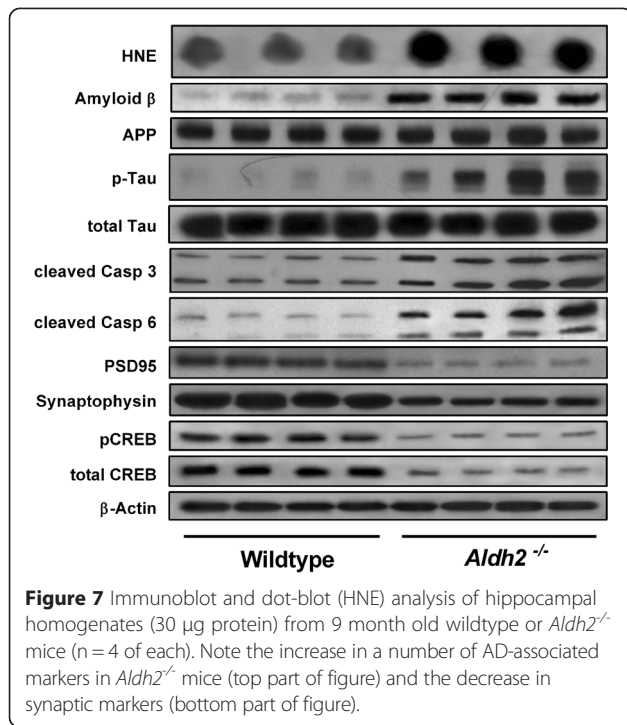 HNE
Amyloid β
APP
p-Tau
total Tau
cleaved Casp 3
cleaved Casp 6
PSD95
Synaptophysin
pCREB
total CREB
β-Actin
Wildtype Aldh2 -/-
Figure 7 Immunoblot and dot-blot (HNE) analysis of hippocampal
homogenates (30 μg protein) from 9 month old wildtype or Aldh2-/-
mice (n = 4 of each). Note the increase in a number of AD-associated
markers in Aldh2-/- mice (top part of figure) and the decrease in
synaptic markers (bottom part of figure).